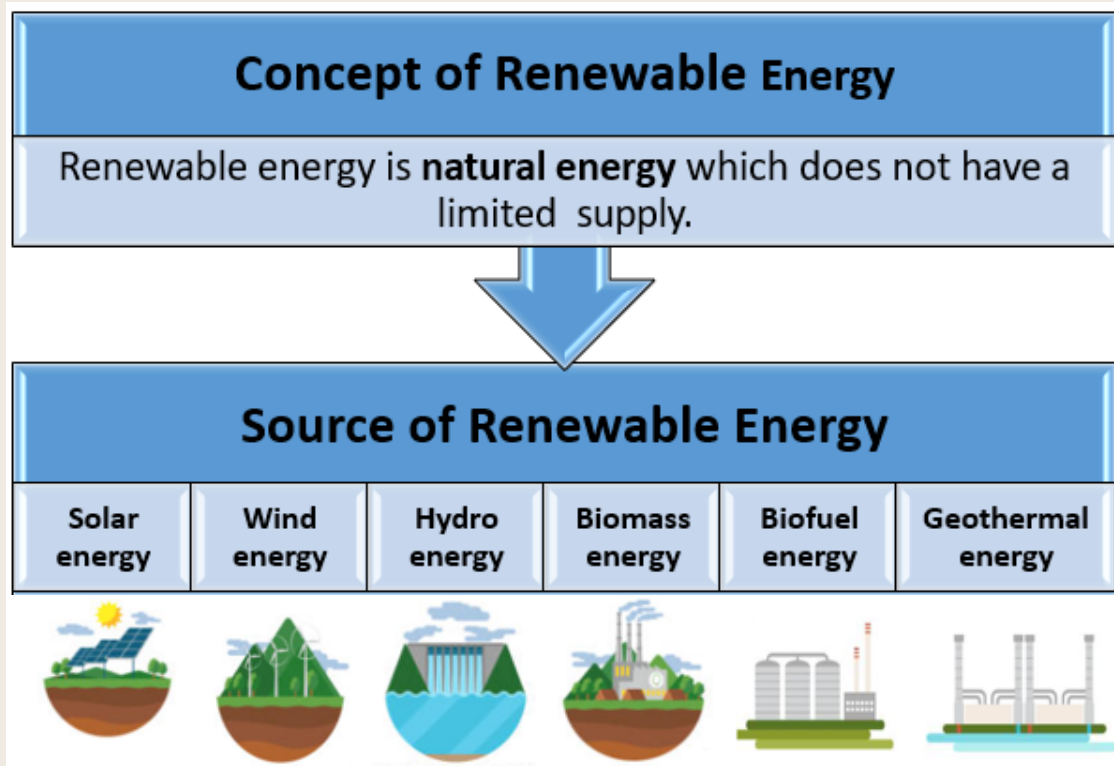 Concept of Renewable Energy
Renewable energy is natural energy which does not have a
limited supply.
Source of Renewable Energy
Solar
energy
Wind
energy
Hydro
energy
Biomass
energy
Biofuel
energy
Geothermal
energy